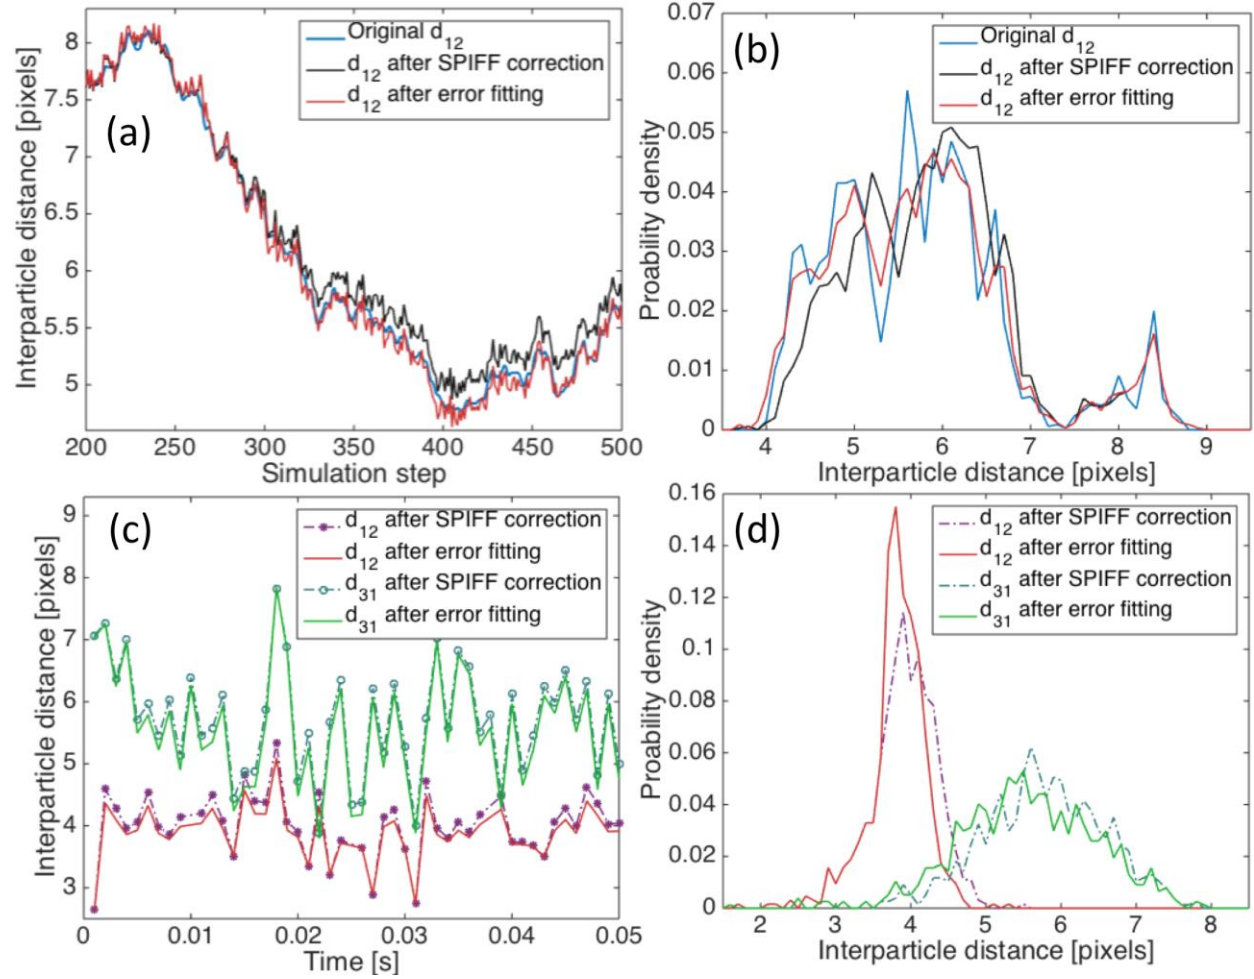 Interparticle distance [pixels]
8
7.5
7
6.5
6
5.5
5
(a)
Original d12
d12 after SPIFF correction
d12 after error fitting
200 250 300 350 400 450 500
Simulation step
Proability density
0.07
0.06
0.05
0.04
0.03
0.02
0.01
0
(b)
Original d12
d12 after SPIFF correction
d12 after error fitting
4 5 6 7 8 9
Interparticle distance [pixels]
Interparticle distance [pixels]
9
8
7
6
5
4
3
(c)
d12 after SPIFF correction
d12 after error fitting
d31 after SPIFF correction
d31 after error fitting
0 0.01 0.02 0.03 0.04 0.05
Time [s]
Proability density
0.16
0.14
0.12
0.1
0.08
0.06
0.04
0.02
0
(d)
d12 after SPIFF correction
d12 after error fitting
d31 after SPIFF correction
d31 after error fitting
2 3 4 5 6 7 8
Interparticle distance [pixels]